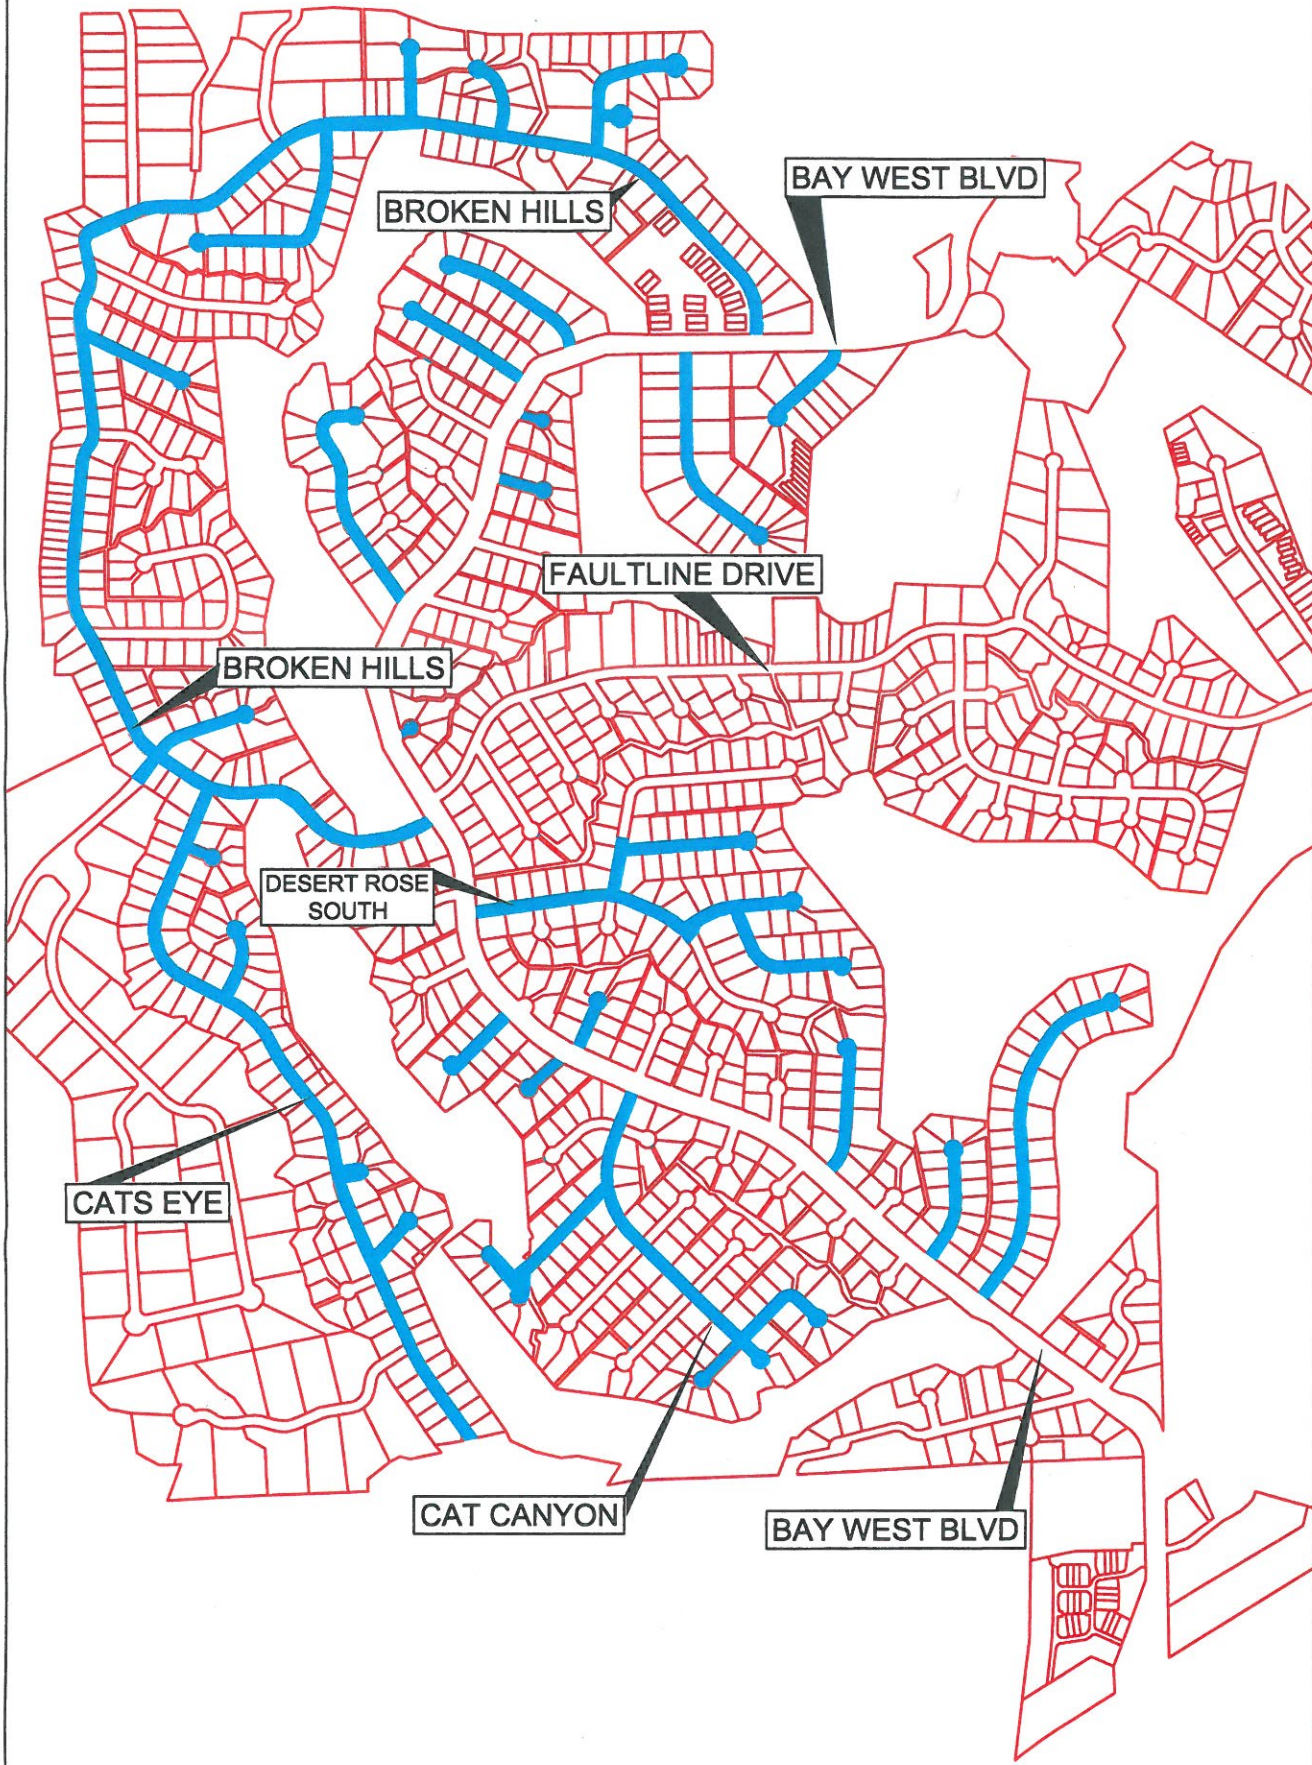 BAY WEST BLVD
BROKEN HILLS
FAULTLINE DRIVE
BROKEN HILLS
DESERT ROSE
SOUTH
CATS EYE
CAT CANYON
BAY WEST BLVD